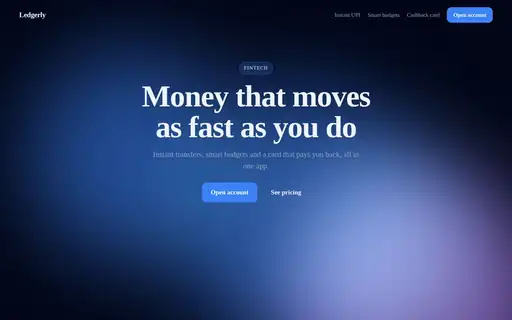 Ledgerly
Instant UPI Smart budgets Cashback card Open account
FINTECH
Money that moves
as fast as you do
Instant transfers, smart budgets and a card that pays you back, all in
one app.
Open account See pricing